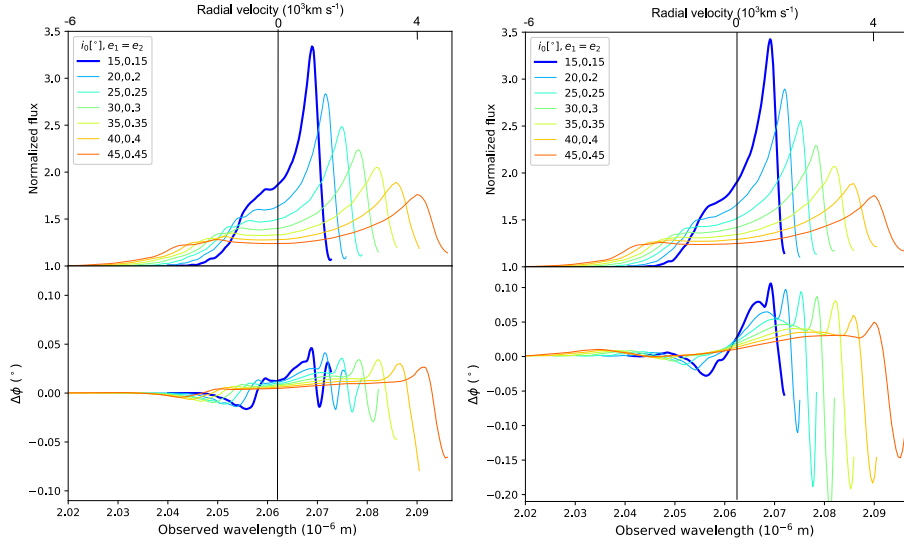 Radial velocity (10³km s⁻¹)
-6 0 4
Normalized flux
3.5
3.0
2.5
2.0
1.5
1.0
i₀[°], e₁ = e₂
15,0.15
20,0.2
25,0.25
30,0.3
35,0.35
40,0.4
45,0.45
Δϕ (°)
0.10
0.05
0.00
−0.05
−0.10
2.02 2.03 2.04 2.05 2.06 2.07 2.08 2.09
Observed wavelength (10⁻⁶ m)
Radial velocity (10³km s⁻¹)
-6 0 4
Normalized flux
3.5
3.0
2.5
2.0
1.5
1.0
i₀[°], e₁ = e₂
15,0.15
20,0.2
25,0.25
30,0.3
35,0.35
40,0.4
45,0.45
Δϕ (°)
0.10
0.05
0.00
−0.05
−0.10
−0.15
−0.20
2.02 2.03 2.04 2.05 2.06 2.07 2.08 2.09
Observed wavelength (10⁻⁶ m)